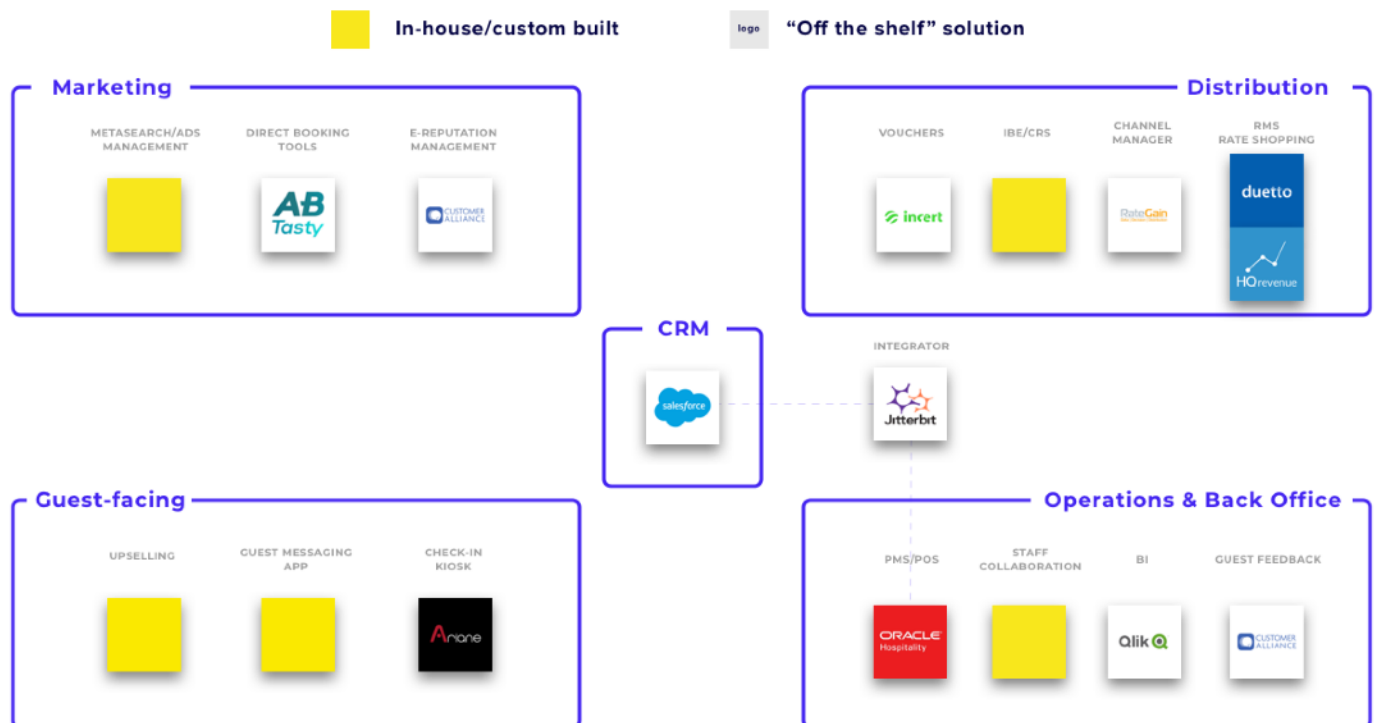 In-house/custom built
logo
“Off the shelf” solution
Marketing
METASEARCH/ADS
MANAGEMENT
DIRECT BOOKING
TOOLS
E-REPUTATION
MANAGEMENT
AB
Tasty
CUSTOMER
ALLIANCE
Distribution
VOUCHERS
IBE/CRS
CHANNEL
MANAGER
RMS
RATE SHOPPING
incert
RateGain
duetto
HQrevenue
CRM
salesforce
INTEGRATOR
Jitterbit
Guest-facing
UPSELLING
GUEST MESSAGING
APP
CHECK-IN
KIOSK
Ariane
Operations & Back Office
PMS/POS
STAFF
COLLABORATION
BI
GUEST FEEDBACK
ORACLE
Hospitality
Qlik
CUSTOMER
ALLIANCE